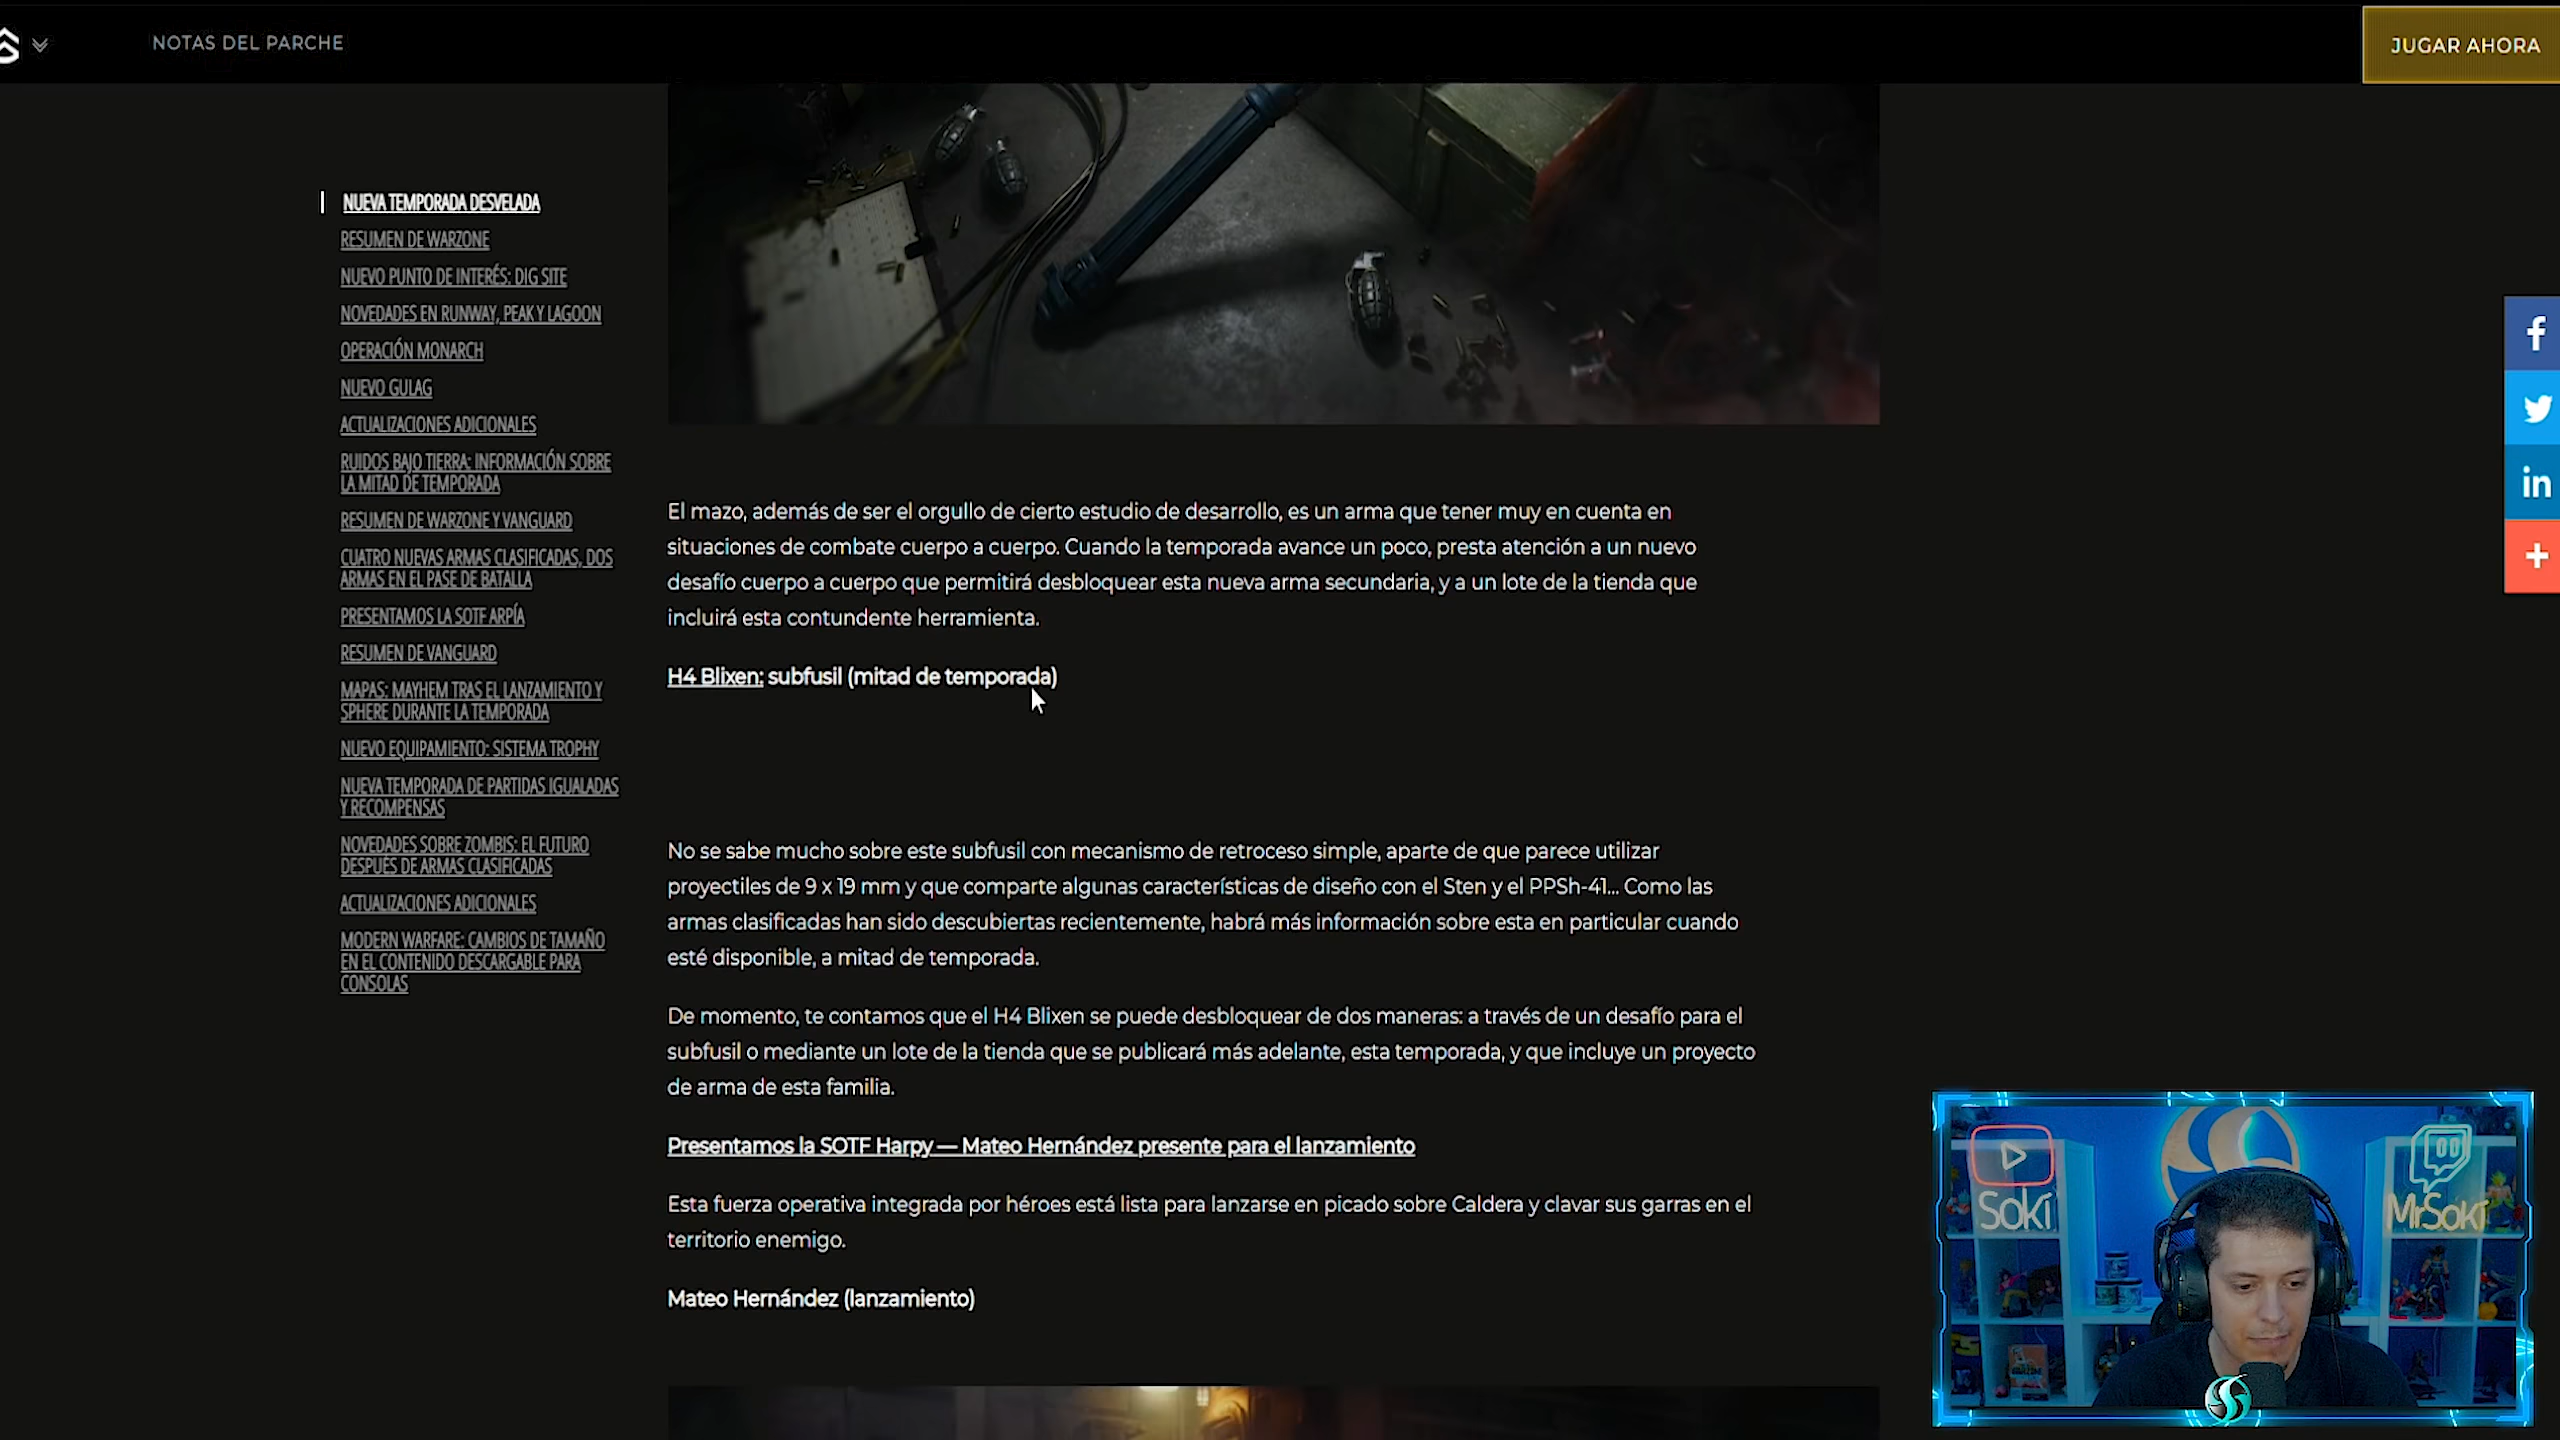 NOTAS DEL PARCHE
JUGAR AHORA
NUEVA TEMPORADA DESVELADA
RESUMEN DE WARZONE
NUEVO PUNTO DE INTERÉS: DIG SITE
NOVEDADES EN RUNWAY, PEAK Y LAGOON
OPERACIÓN MONARCH
NUEVO GULAG
ACTUALIZACIONES ADICIONALES
RUIDOS BAJO TIERRA: INFORMACIÓN SOBRE
LA MITAD DE TEMPORADA
RESUMEN DE WARZONE Y VANGUARD
CUATRO NUEVAS ARMAS CLASIFICADAS, DOS
ARMAS EN EL PASE DE BATALLA
PRESENTAMOS LA SOTF ARPÍA
RESUMEN DE VANGUARD
MAPAS: MAYHEM TRAS EL LANZAMIENTO Y
SPHERE DURANTE LA TEMPORADA
NUEVO EQUIPAMIENTO: SISTEMA TROPHY
NUEVA TEMPORADA DE PARTIDAS IGUALADAS
Y RECOMPENSAS
NOVEDADES SOBRE ZOMBIS: EL FUTURO
DESPUÉS DE ARMAS CLASIFICADAS
ACTUALIZACIONES ADICIONALES
MODERN WARFARE: CAMBIOS DE TAMAÑO
EN EL CONTENIDO DESCARGABLE PARA
CONSOLAS
El mazo, además de ser el orgullo de cierto estudio de desarrollo, es un arma que tener muy en cuenta en
situaciones de combate cuerpo a cuerpo. Cuando la temporada avance un poco, presta atención a un nuevo
desafío cuerpo a cuerpo que permitirá desbloquear esta nueva arma secundaria, y a un lote de la tienda que
incluirá esta contundente herramienta.
H4 Blixen: subfusil (mitad de temporada)
No se sabe mucho sobre este subfusil con mecanismo de retroceso simple, aparte de que parece utilizar
proyectiles de 9 x 19 mm y que comparte algunas características de diseño con el Sten y el PPSh-41... Como las
armas clasificadas han sido descubiertas recientemente, habrá más información sobre esta en particular cuando
esté disponible, a mitad de temporada.
De momento, te contamos que el H4 Blixen se puede desbloquear de dos maneras: a través de un desafío para el
subfusil o mediante un lote de la tienda que se publicará más adelante, esta temporada, y que incluye un proyecto
de arma de esta familia.
Presentamos la SOTF Harpy — Mateo Hernández presente para el lanzamiento
Esta fuerza operativa integrada por héroes está lista para lanzarse en picado sobre Caldera y clavar sus garras en el
territorio enemigo.
Mateo Hernández (lanzamiento)
Soki
MrSoki